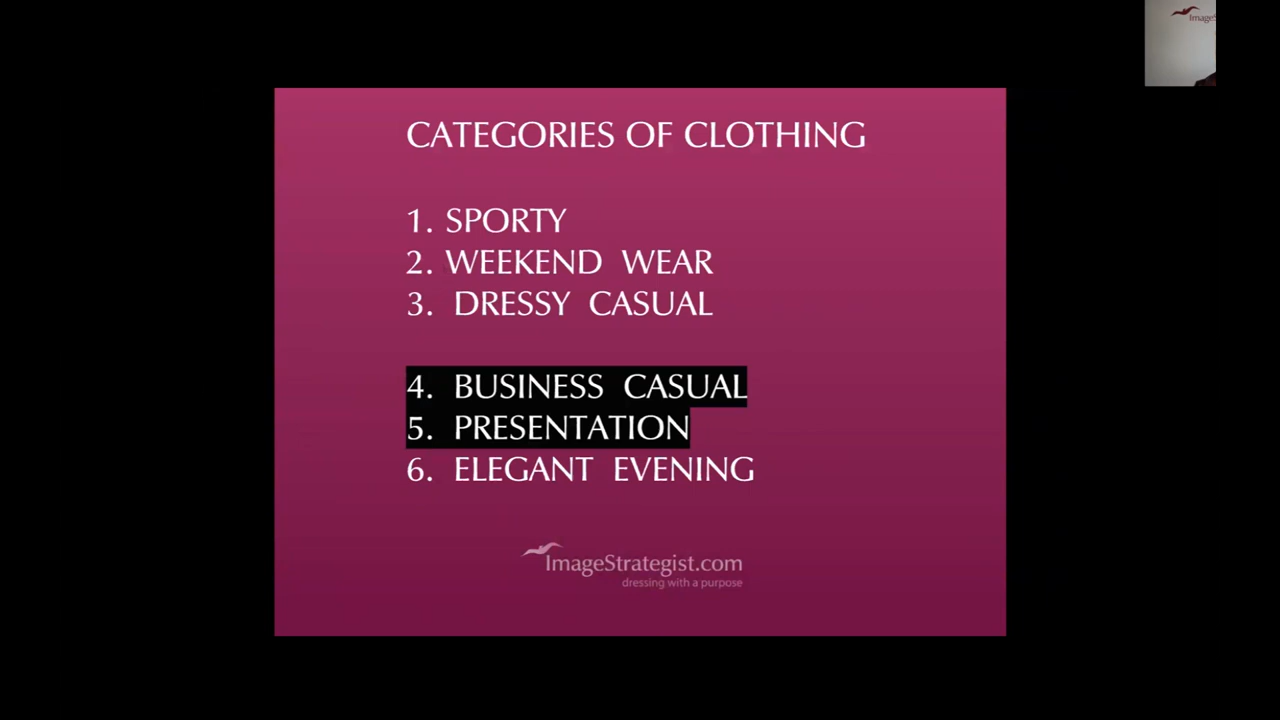 CATEGORIES OF CLOTHING
1. SPORTY
2. WEEKEND WEAR
3. DRESSY CASUAL
4. BUSINESS CASUAL
5. PRESENTATION
6. ELEGANT EVENING
ImageStrategist.com
dressing with a purpose
ImageS